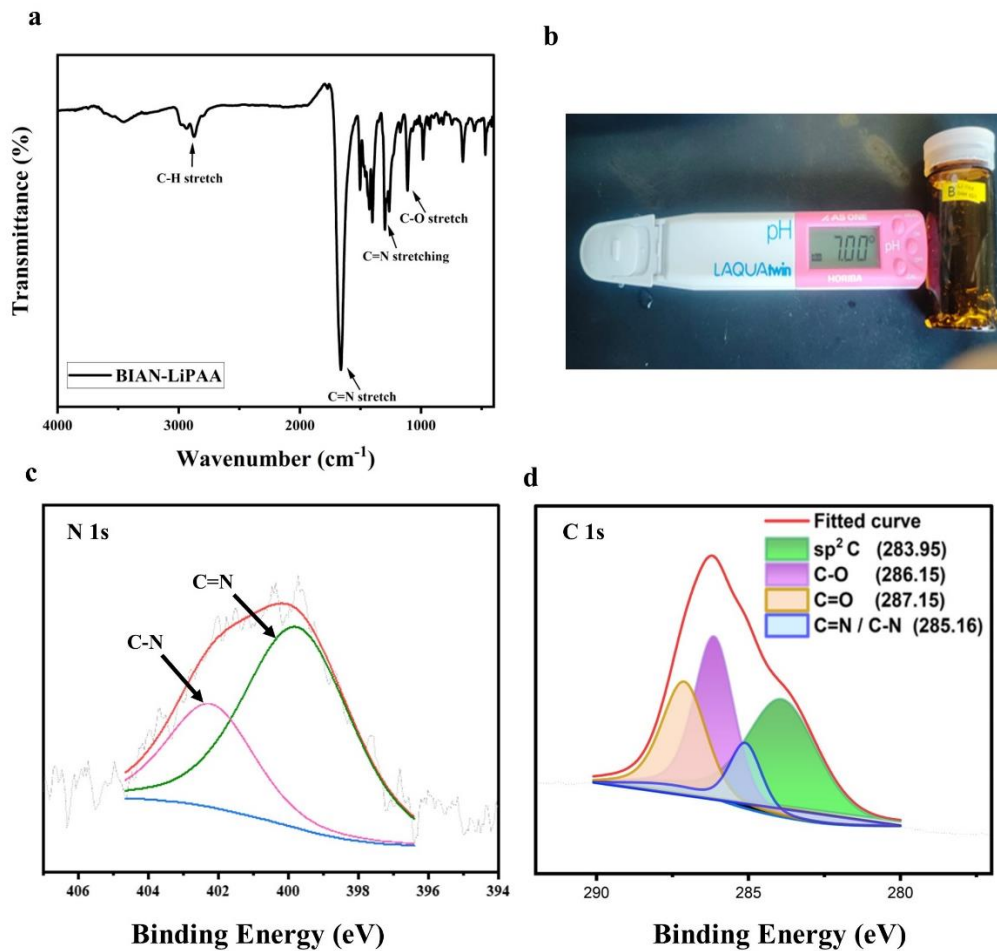 a
Transmittance (%)
C-H stretch
C-O stretch
C=N stretching
C=N stretch
BIAN-LiPAA
4000 3000 2000 1000
Wavenumber (cm-1)
b
pH
LAQUAtwin
AS ONE
7.00
pH
HORIBA
B
c
N 1s
C=N
C-N
406 404 402 400 398 396 394
Binding Energy (eV)
d
C 1s
Fitted curve
sp2 C (283.95)
C-O (286.15)
C=O (287.15)
C=N / C-N (285.16)
290 285 280
Binding Energy (eV)